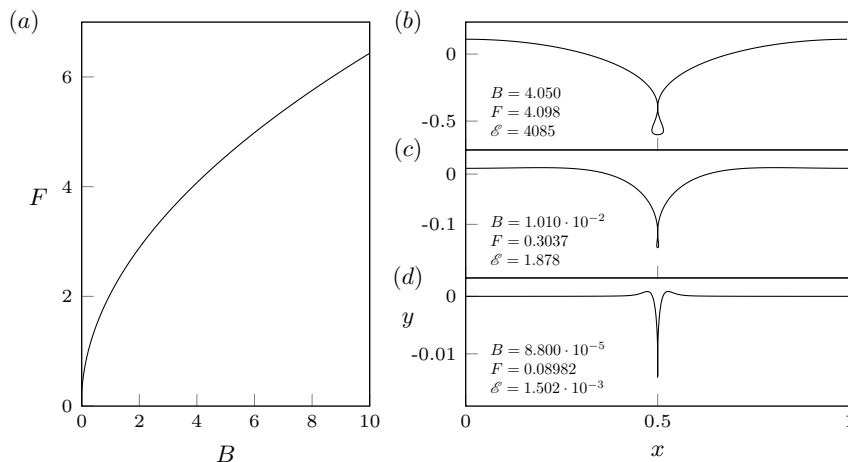 (a)
6
4
2
0
F
0
2
4
6
8
10
B
(b)
0
-0.5
B = 4.050
F = 4.098
ℰ = 4085
(c)
0
-0.1
B = 1.010 · 10⁻²
F = 0.3037
ℰ = 1.878
(d)
0
y
-0.01
B = 8.800 · 10⁻⁵
F = 0.08982
ℰ = 1.502 · 10⁻³
0
0.5
1
x